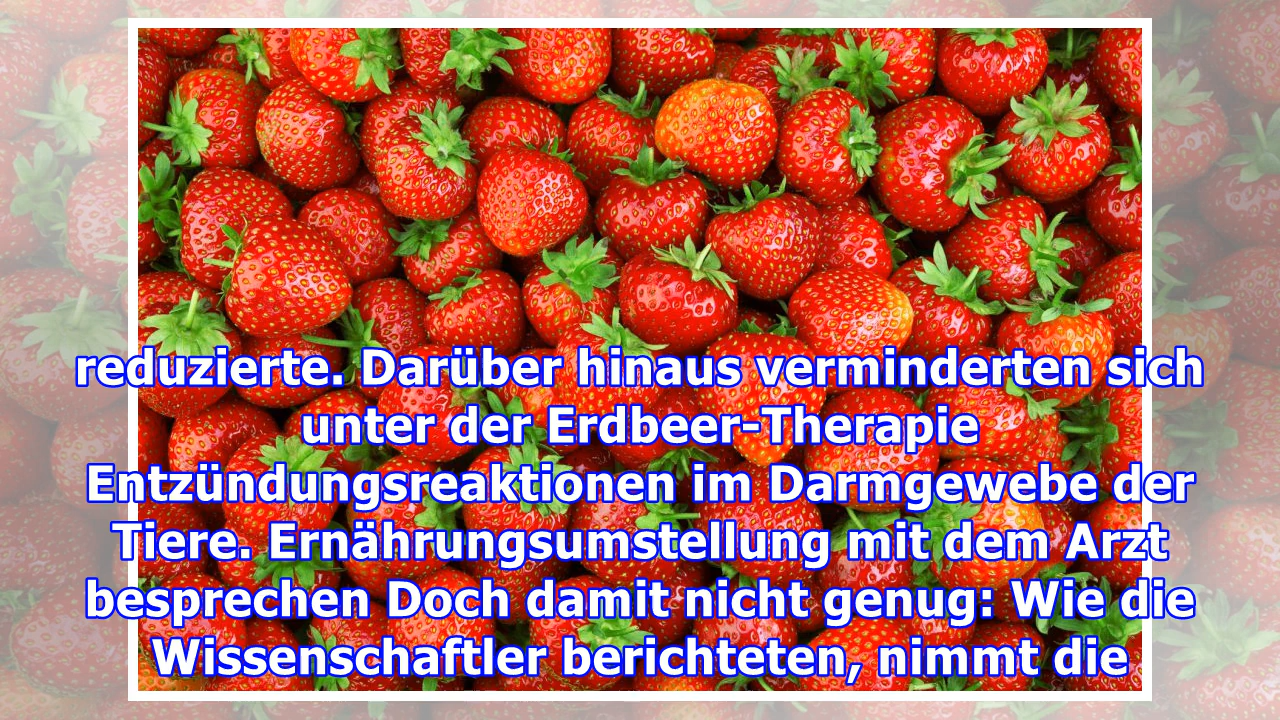 reduzierte. Darüber hinaus verminderten sich
unter der Erdbeer-Therapie
Entzündungsreaktionen im Darmgewebe der
Tiere. Ernährungsumstellung mit dem Arzt
besprechen Doch damit nicht genug: Wie die
Wissenschaftler berichteten, nimmt die